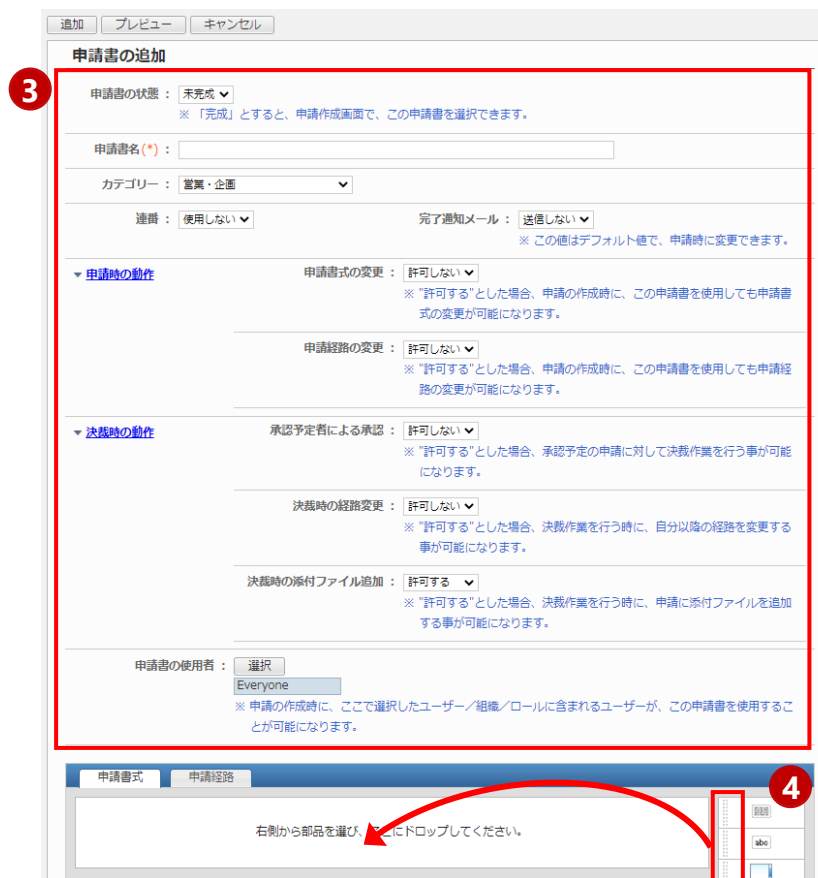 追加 プレビュー キャンセル
申請書の追加
3
申請書の状態 : 未完成
※ 「完成」とすると、申請作成画面で、この申請書を選択できます。
申請書名(*) :
カテゴリー : 営業・企画
連番 : 使用しない 完了通知メール : 送信しない
※ この値はデフォルト値で、申請時に変更できます。
申請時の動作 申請書式の変更 : 許可しない
※ "許可する"とした場合、申請の作成時に、この申請書を使用しても申請書
式の変更が可能になります。
申請経路の変更 : 許可しない
※ "許可する"とした場合、申請の作成時に、この申請書を使用しても申請経
路の変更が可能になります。
決裁時の動作 承認予定者による承認 : 許可しない
※ "許可する"とした場合、承認予定の申請に対して決裁作業を行う事が可能
になります。
決裁時の経路変更 : 許可しない
※ "許可する"とした場合、決裁作業を行う時に、自分以降の経路を変更する
事が可能になります。
決裁時の添付ファイル追加 : 許可する
※ "許可する"とした場合、決裁作業を行う時に、申請に添付ファイルを追加
する事が可能になります。
申請書の使用者 : 選択
Everyone
※ 申請の作成時に、ここで選択したユーザー／組織／ロールに含まれるユーザーが、この申請書を使用するこ
とが可能になります。
申請書式 申請経路
4
右側から部品を選び、ここにドロップしてください。
abc